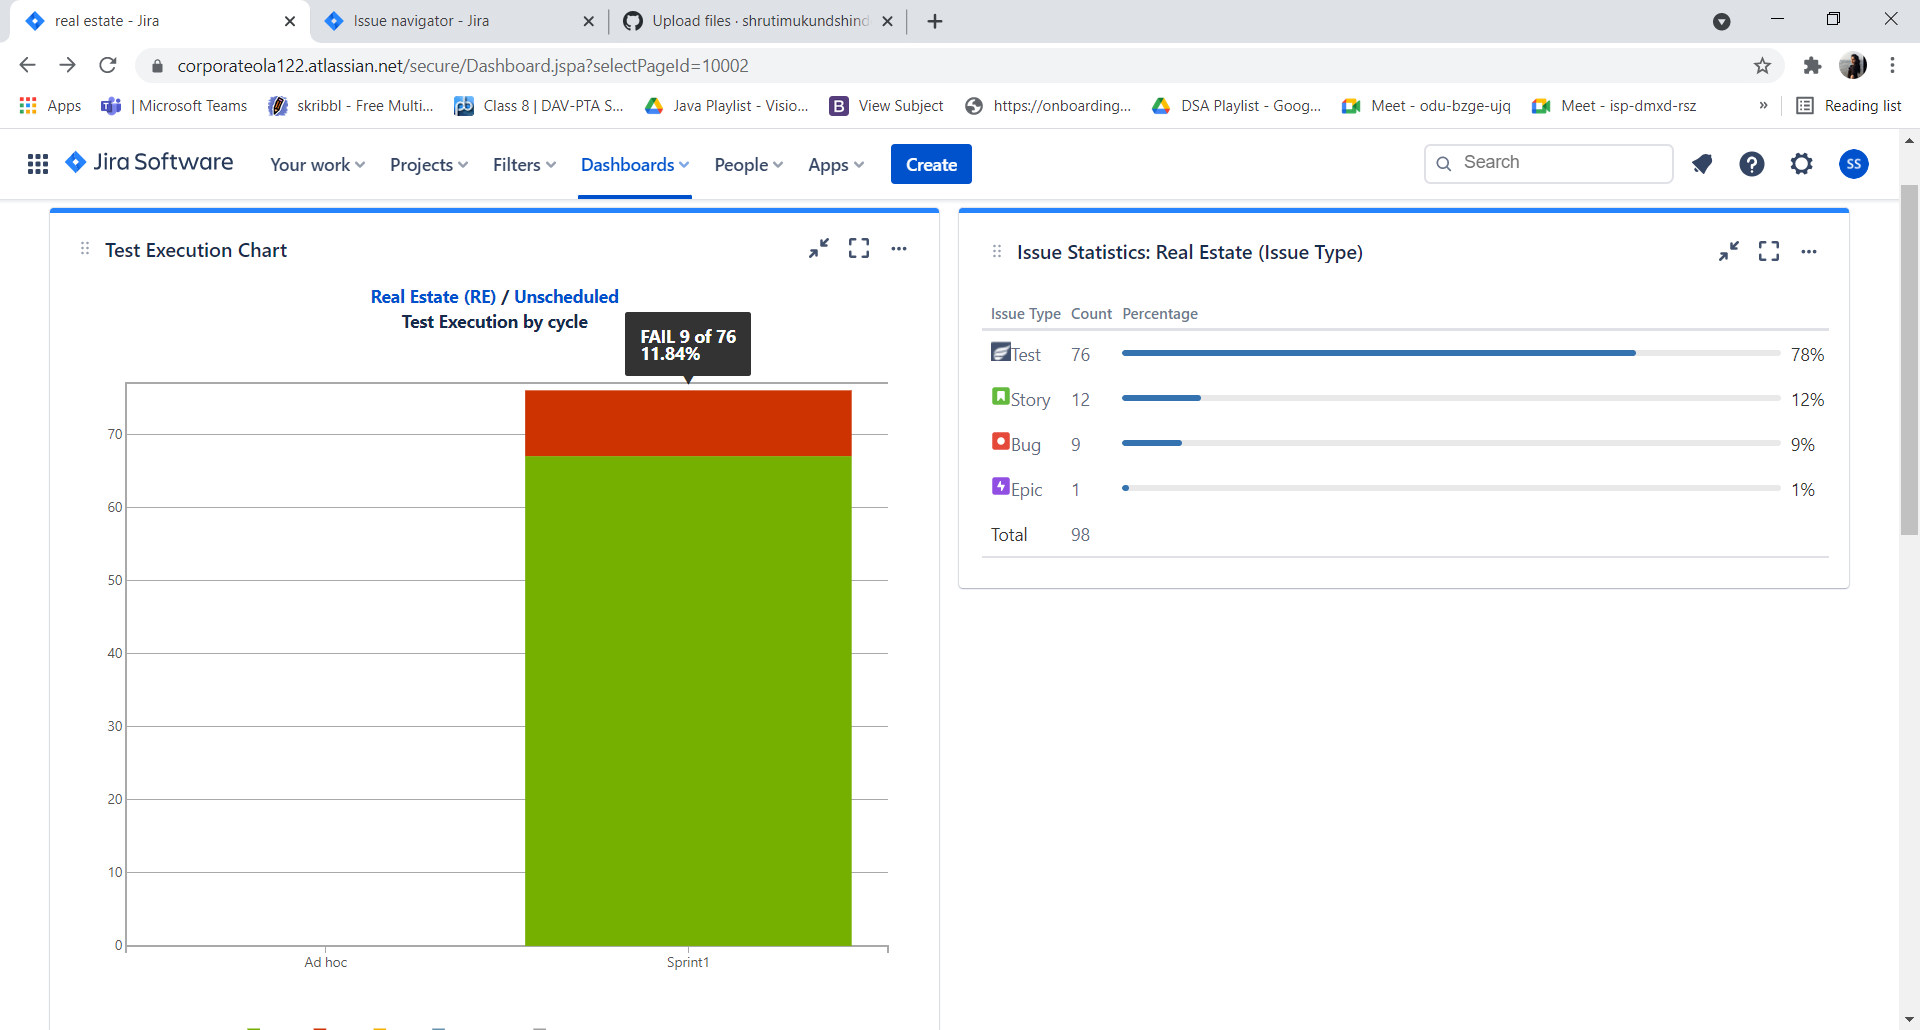 real estate - Jira
Issue navigator - Jira
Upload files · shrutimukundshind
corporateola122.atlassian.net/secure/Dashboard.jspa?selectPageId=10002
Apps
| Microsoft Teams
skribbl - Free Multi...
Class 8 | DAV-PTA S...
Java Playlist - Visio...
B View Subject
https://onboarding...
DSA Playlist - Goog...
Meet - odu-bzge-ujq
Meet - isp-dmxd-rsz
»
Reading list
Jira Software
Your work
Projects
Filters
Dashboards
People
Apps
Create
Search
SS
Test Execution Chart
Real Estate (RE) / Unscheduled
Test Execution by cycle
FAIL 9 of 76
11.84%
70
60
50
40
30
20
10
0
Ad hoc
Sprint1
Issue Statistics: Real Estate (Issue Type)
Issue Type Count Percentage
Test 76 78%
Story 12 12%
Bug 9 9%
Epic 1 1%
Total 98